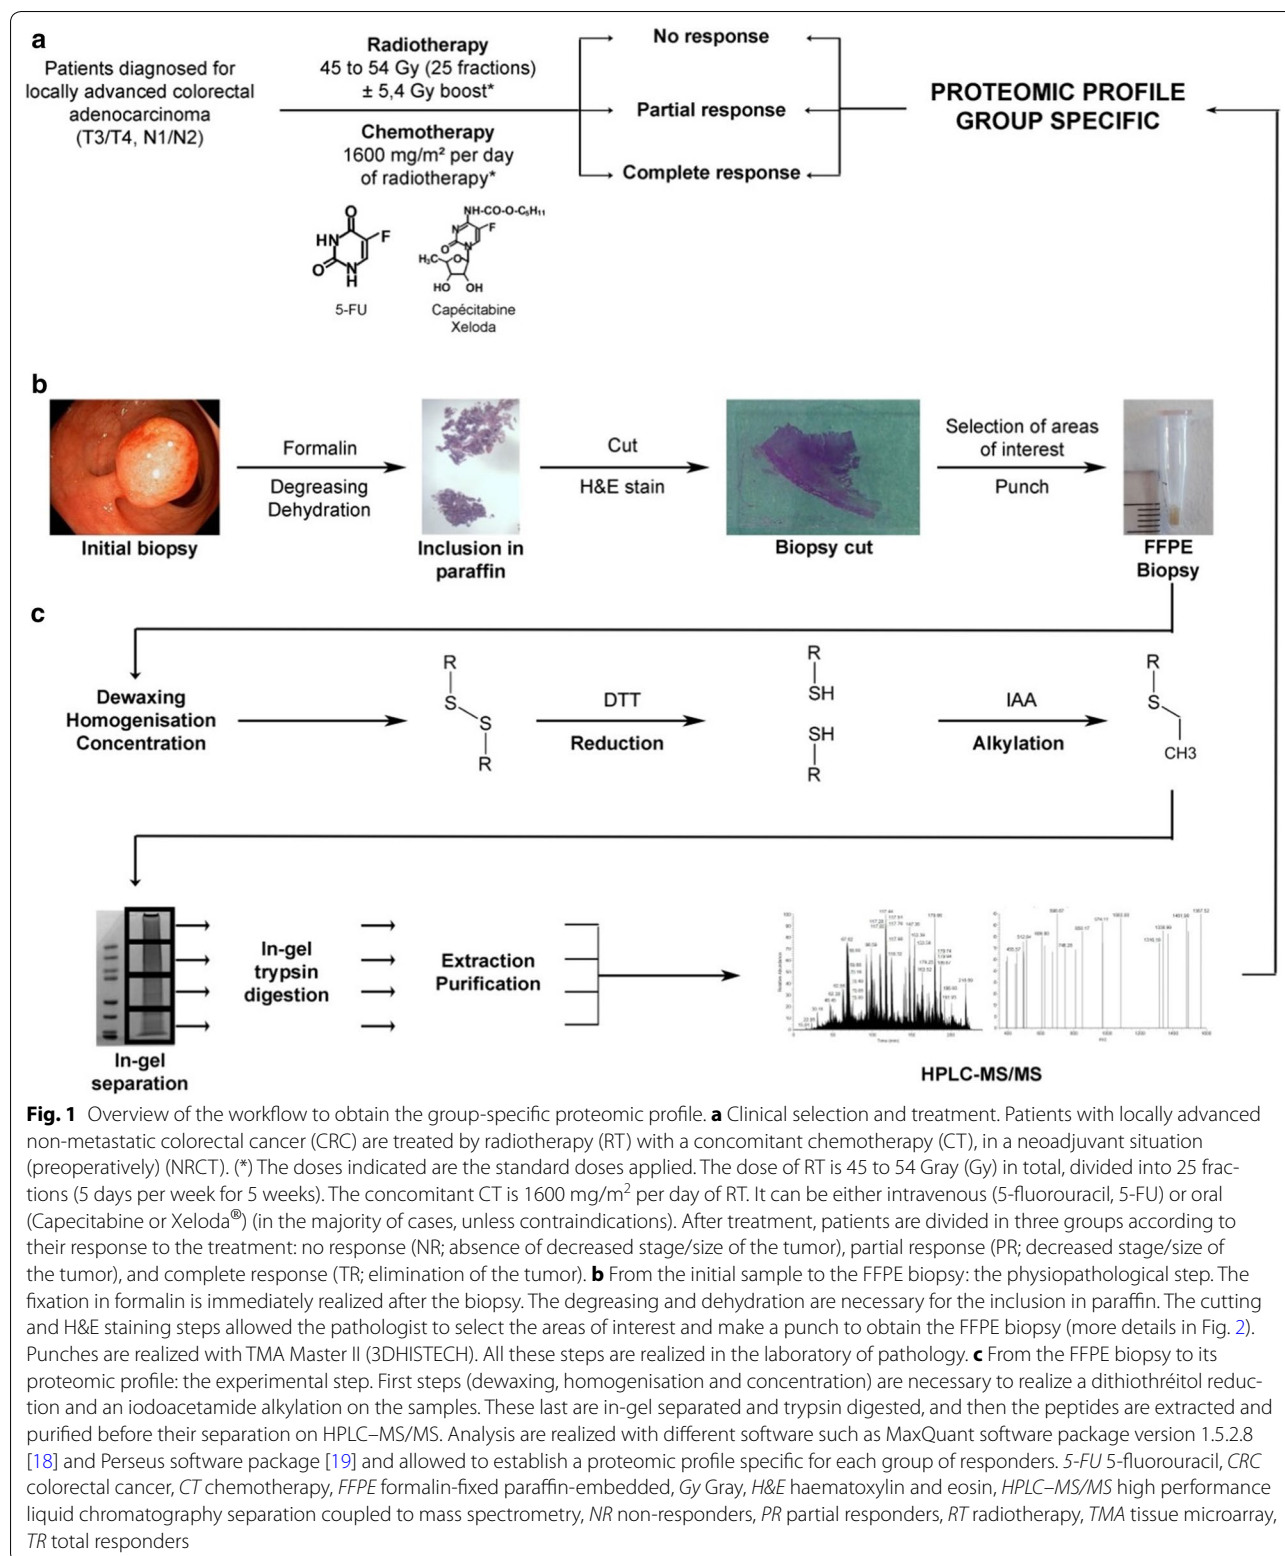 a
Patients diagnosed for
locally advanced colorectal
adenocarcinoma
(T3/T4, N1/N2)
Radiotherapy
45 to 54 Gy (25 fractions)
± 5,4 Gy boost*
Chemotherapy
1600 mg/m² per day
of radiotherapy*
No response
Partial response
Complete response
PROTEOMIC PROFILE
GROUP SPECIFIC
O
HN
F
O
N
H
5-FU
NH-CO-O-C₅H₁₁
N
F
O
N
H₃C
O
HO OH
Capécitabine
Xeloda
b
Initial biopsy
Formalin
Degreasing
Dehydration
Inclusion in
paraffin
Cut
H&E stain
Biopsy cut
Selection of areas
of interest
Punch
FFPE
Biopsy
c
Dewaxing
Homogenisation
Concentration
R
S
S
R
DTT
Reduction
R
SH
SH
R
IAA
Alkylation
R
S
CH3
In-gel
separation
In-gel
trypsin
digestion
Extraction
Purification
HPLC-MS/MS
Fig. 1 Overview of the workflow to obtain the group-specific proteomic profile. a Clinical selection and treatment. Patients with locally advanced
non-metastatic colorectal cancer (CRC) are treated by radiotherapy (RT) with a concomitant chemotherapy (CT), in a neoadjuvant situation
(preoperatively) (NRCT). (*) The doses indicated are the standard doses applied. The dose of RT is 45 to 54 Gray (Gy) in total, divided into 25 frac-
tions (5 days per week for 5 weeks). The concomitant CT is 1600 mg/m² per day of RT. It can be either intravenous (5-fluorouracil, 5-FU) or oral
(Capecitabine or Xeloda®) (in the majority of cases, unless contraindications). After treatment, patients are divided in three groups according to
their response to the treatment: no response (NR; absence of decreased stage/size of the tumor), partial response (PR; decreased stage/size of
the tumor), and complete response (TR; elimination of the tumor). b From the initial sample to the FFPE biopsy: the physiopathological step. The
fixation in formalin is immediately realized after the biopsy. The degreasing and dehydration are necessary for the inclusion in paraffin. The cutting
and H&E staining steps allowed the pathologist to select the areas of interest and make a punch to obtain the FFPE biopsy (more details in Fig. 2).
Punches are realized with TMA Master II (3DHISTECH). All these steps are realized in the laboratory of pathology. c From the FFPE biopsy to its
proteomic profile: the experimental step. First steps (dewaxing, homogenisation and concentration) are necessary to realize a dithiothréitol reduc-
tion and an iodoacetamide alkylation on the samples. These last are in-gel separated and trypsin digested, and then the peptides are extracted and
purified before their separation on HPLC–MS/MS. Analysis are realized with different software such as MaxQuant software package version 1.5.2.8
[18] and Perseus software package [19] and allowed to establish a proteomic profile specific for each group of responders. 5-FU 5-fluorouracil, CRC
colorectal cancer, CT chemotherapy, FFPE formalin-fixed paraffin-embedded, Gy Gray, H&E haematoxylin and eosin, HPLC–MS/MS high performance
liquid chromatography separation coupled to mass spectrometry, NR non-responders, PR partial responders, RT radiotherapy, TMA tissue microarray,
TR total responders